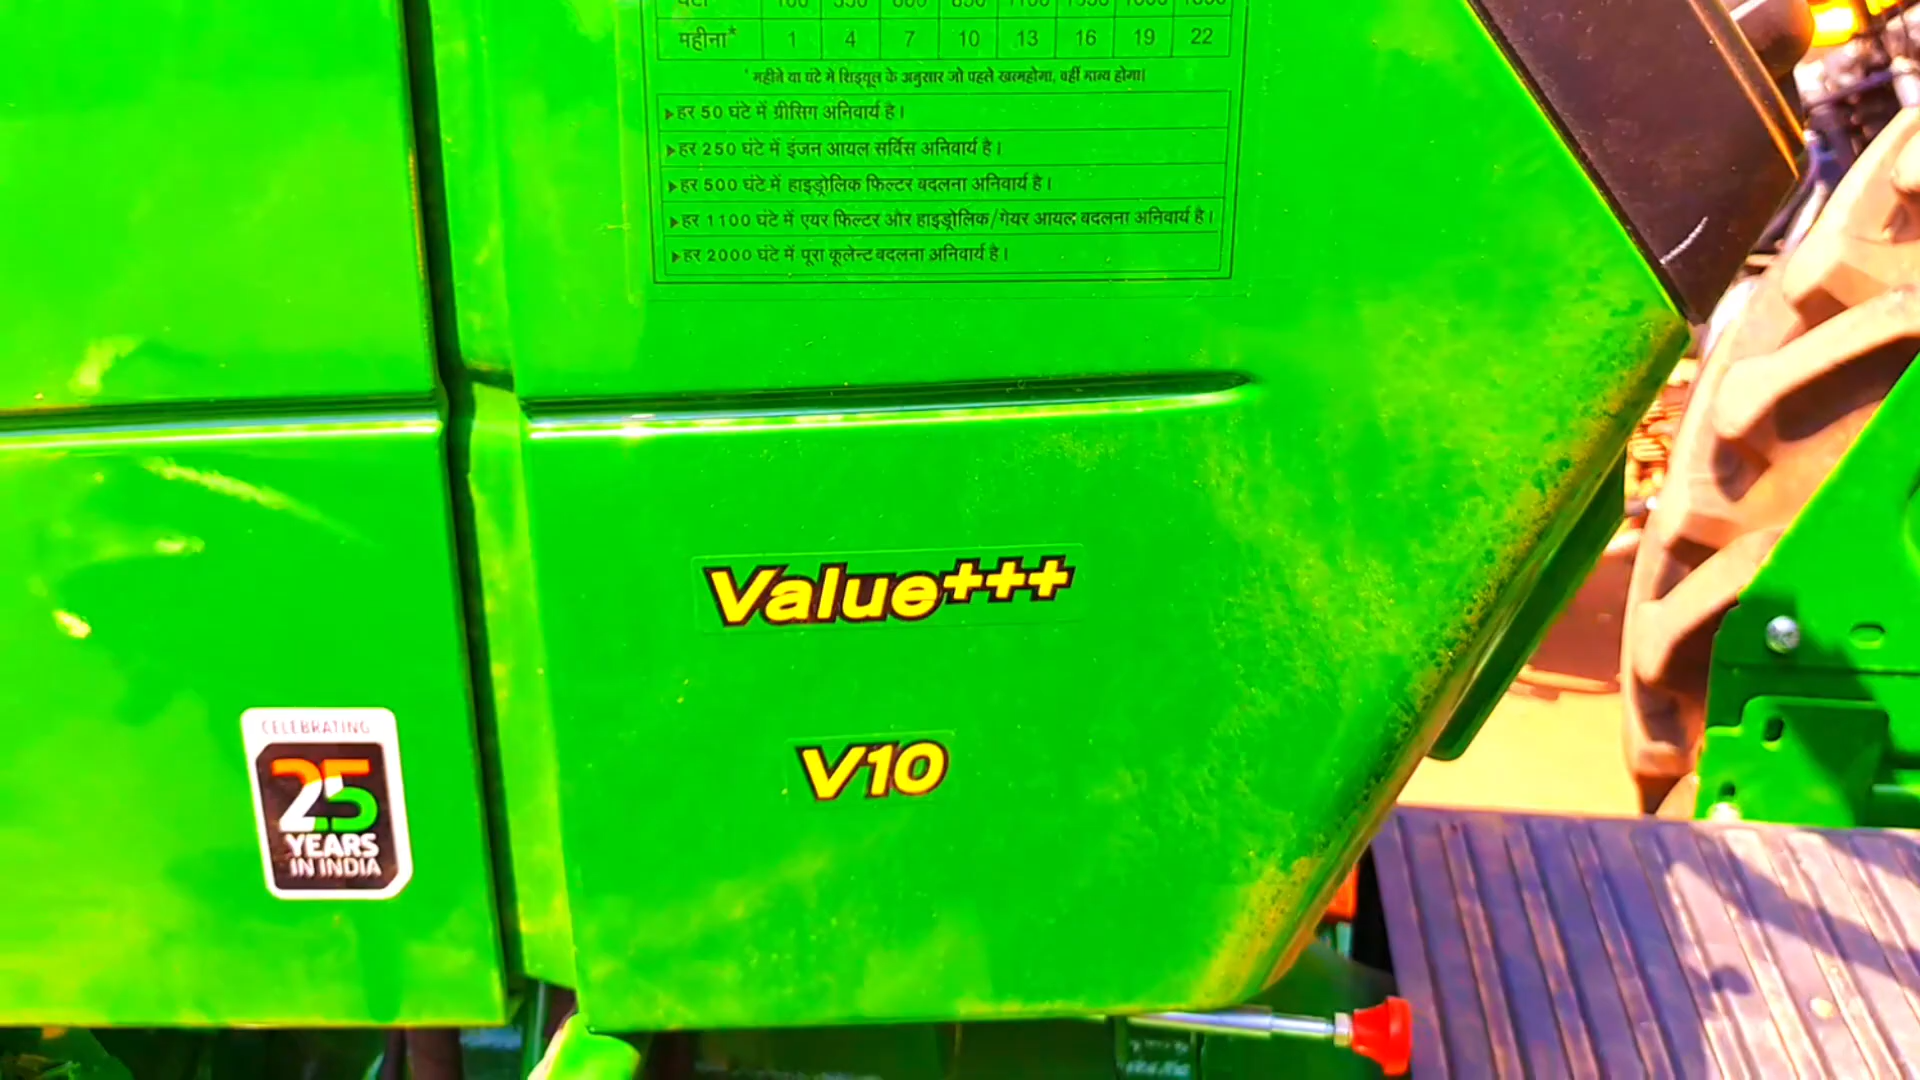 महीना* 1 4 7 10 13 16 19 22
* महीने या घंटे मे शिड्यूल के अनुसार जो पहले खत्महोगा, वहीं मान्य होगा।
▸हर 50 घंटे में ग्रीसिग अनिवार्य है।
▸हर 250 घंटे में इंजन आयल सर्विस अनिवार्य है।
▸हर 500 घंटे में हाइड्रोलिक फिल्टर बदलना अनिवार्य है।
▸हर 1100 घंटे में एयर फिल्टर और हाइड्रोलिक/गेयर आयल बदलना अनिवार्य है।
▸हर 2000 घंटे में पूरा कूलेन्ट बदलना अनिवार्य है।
Value+++
V10
CELEBRATING
25
YEARS
IN INDIA